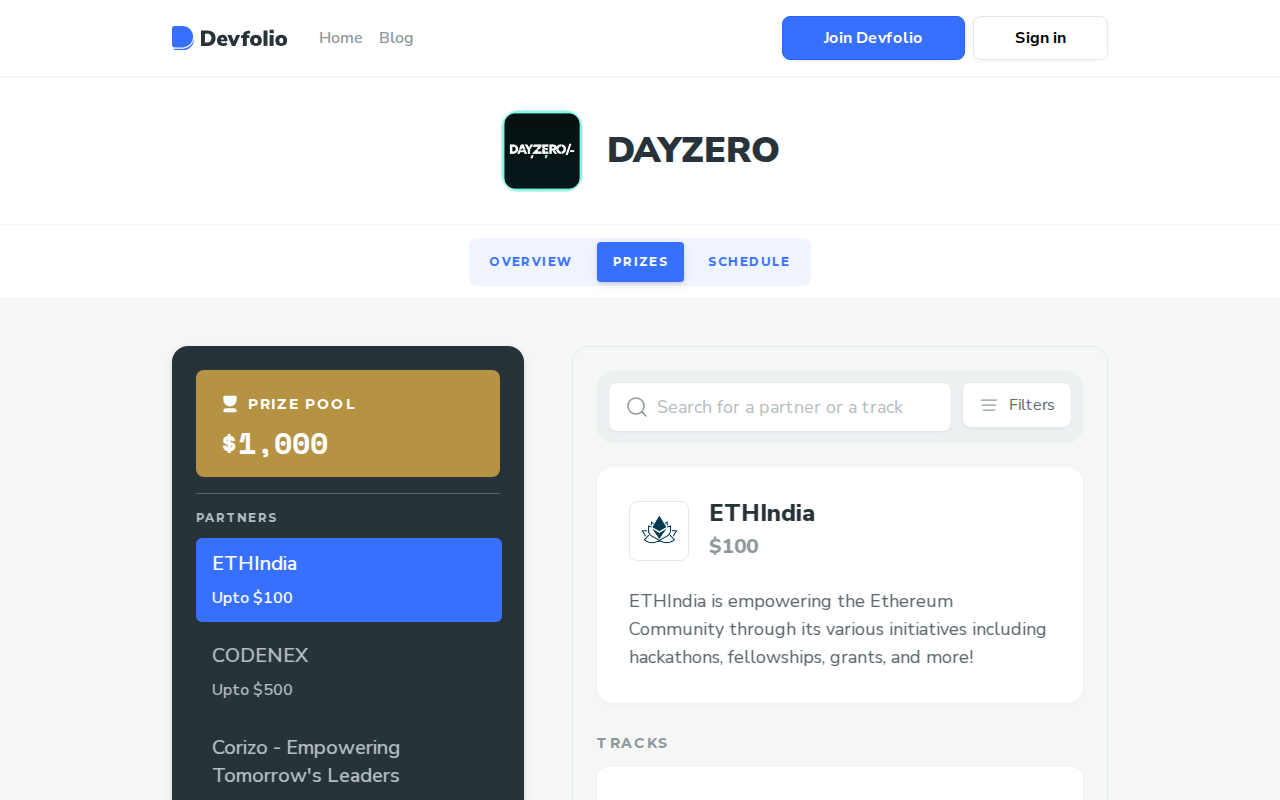 Devfolio
Home
Blog
Join Devfolio
Sign in
DAYZERO/-
DAYZERO
OVERVIEW
PRIZES
SCHEDULE
PRIZE POOL
$1,000
PARTNERS
ETHIndia
Upto $100
CODENEX
Upto $500
Corizo - Empowering
Tomorrow's Leaders
Search for a partner or a track
Filters
ETHIndia
$100
ETHIndia is empowering the Ethereum
Community through its various initiatives including
hackathons, fellowships, grants, and more!
TRACKS